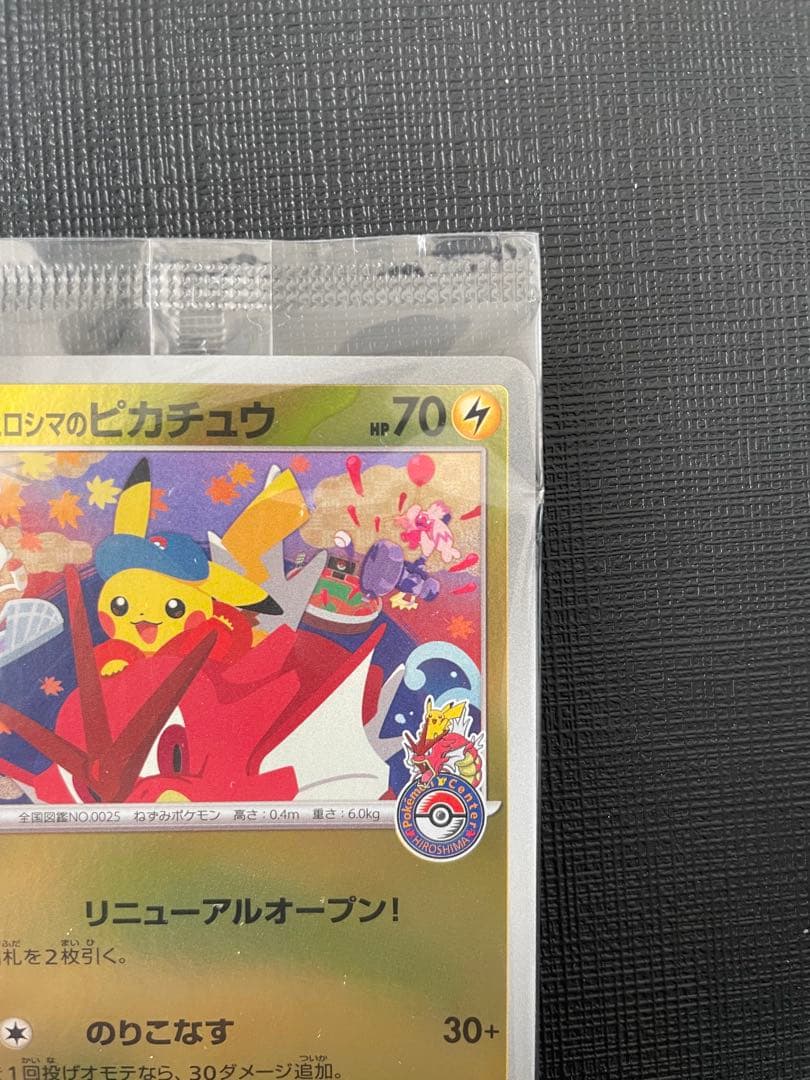 ロシマのピカチュウ HP70
全国図鑑NO.0025 ねずみポケモン 高さ:0.4m 重さ:6.0kg
Pokémon Center
HIROSHIMA
リニューアルオープン!
札を2枚引く。
のりこなす 30+
1回投げオモテなら、30ダメージ追加。